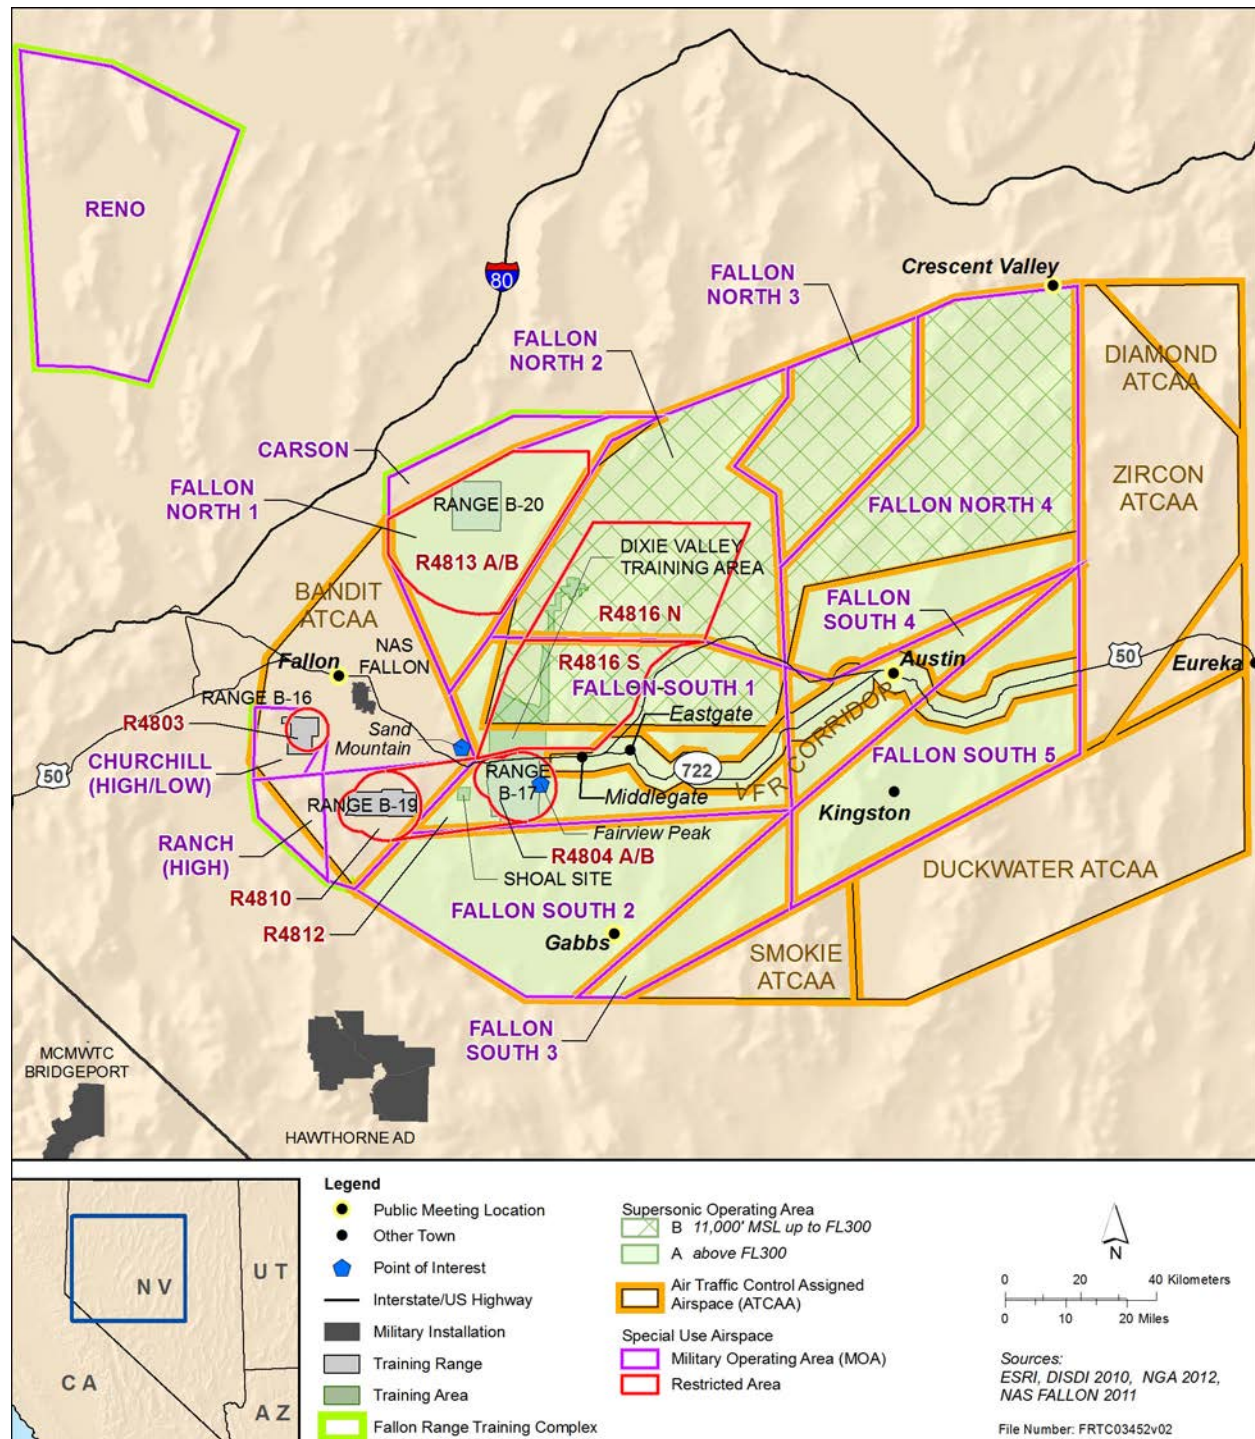 RENO
80
Crescent Valley
FALLON
NORTH 3
FALLON
NORTH 2
DIAMOND
ATCAA
CARSON
ZIRCON
ATCAA
FALLON
NORTH 1
RANGE B-20
FALLON NORTH 4
DIXIE VALLEY
TRAINING AREA
R4813 A/B
BANDIT
ATCAA
FALLON
SOUTH 4
R4816 N
NAS
FALLON
Fallon
R4816 S
Austin
50
Eureka
RANGE B-16
FALLON SOUTH 1
R4803
Eastgate
Sand
Mountain
FALLON SOUTH 5
50
CHURCHILL
(HIGH/LOW)
722
VFR CORRIDOR
RANGE
B-17
Middlegate
RANGE B-19
Kingston
RANCH
(HIGH)
Fairview Peak
R4804 A/B
DUCKWATER ATCAA
SHOAL SITE
R4810
FALLON SOUTH 2
R4812
Gabbs
SMOKIE
ATCAA
FALLON
SOUTH 3
MCMWTC
BRIDGEPORT
HAWTHORNE AD
NV
UT
CA
AZ
Legend
Public Meeting Location
Other Town
Point of Interest
Interstate/US Highway
Military Installation
Training Range
Training Area
Fallon Range Training Complex
Supersonic Operating Area
B 11,000' MSL up to FL300
A above FL300
Air Traffic Control Assigned
Airspace (ATCAA)
Special Use Airspace
Military Operating Area (MOA)
Restricted Area
N
0 20 40 Kilometers
0 10 20 Miles
Sources:
ESRI, DISDI 2010, NGA 2012,
NAS FALLON 2011
File Number: FRTC03452v02